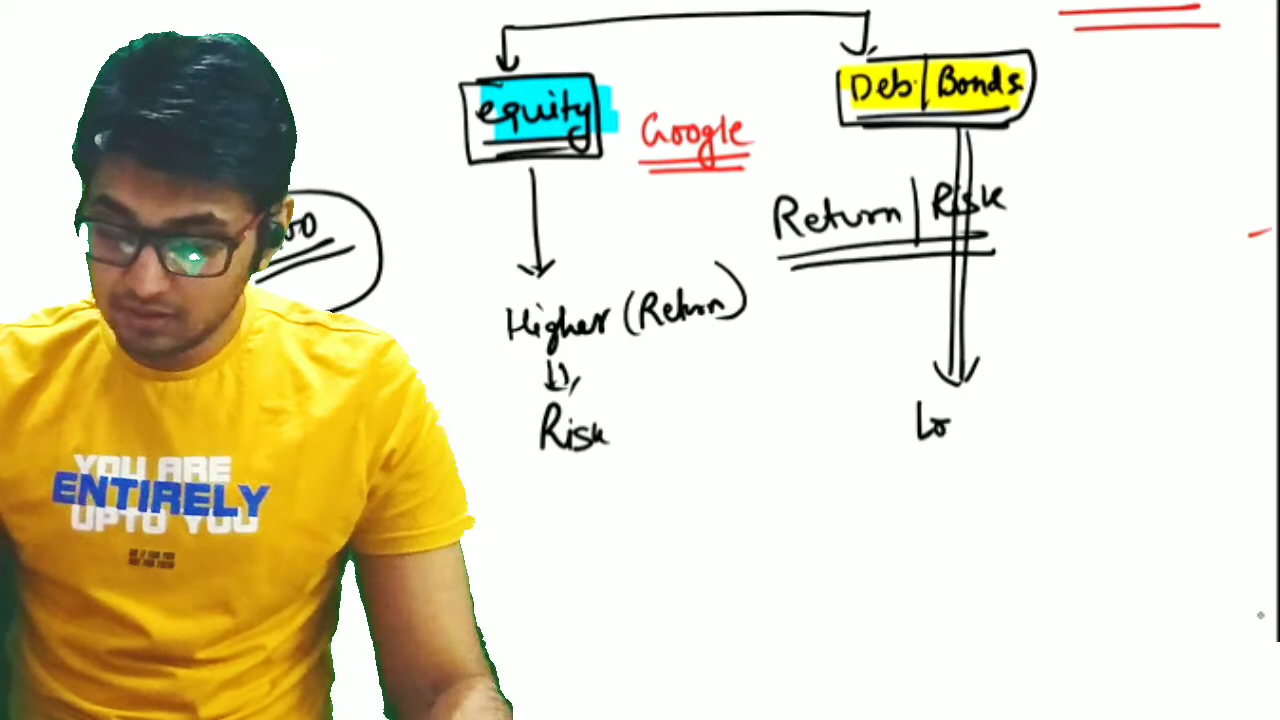 equity
Deb|Bonds
Google
Return|Risk
Higher (Return)
Risk
Lo
YOU ARE
ENTIRELY
UPTO YOU